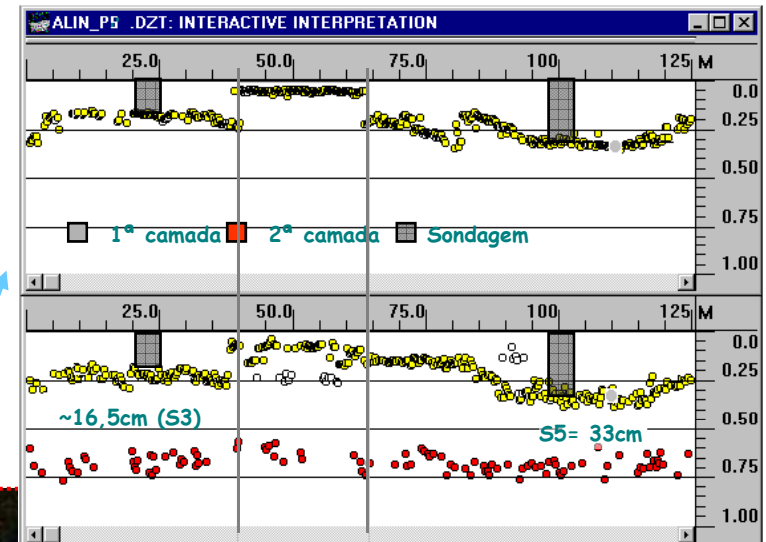 ALIN_P5 .DZT: INTERACTIVE INTERPRETATION
25.0 50.0 75.0 100 125 M
0.0
0.25
0.50
0.75
1ª camada 2ª camada Sondagem
1.00
25.0 50.0 75.0 100 125 M
0.0
0.25
~16,5cm (S3)
0.50
S5= 33cm
0.75
1.00